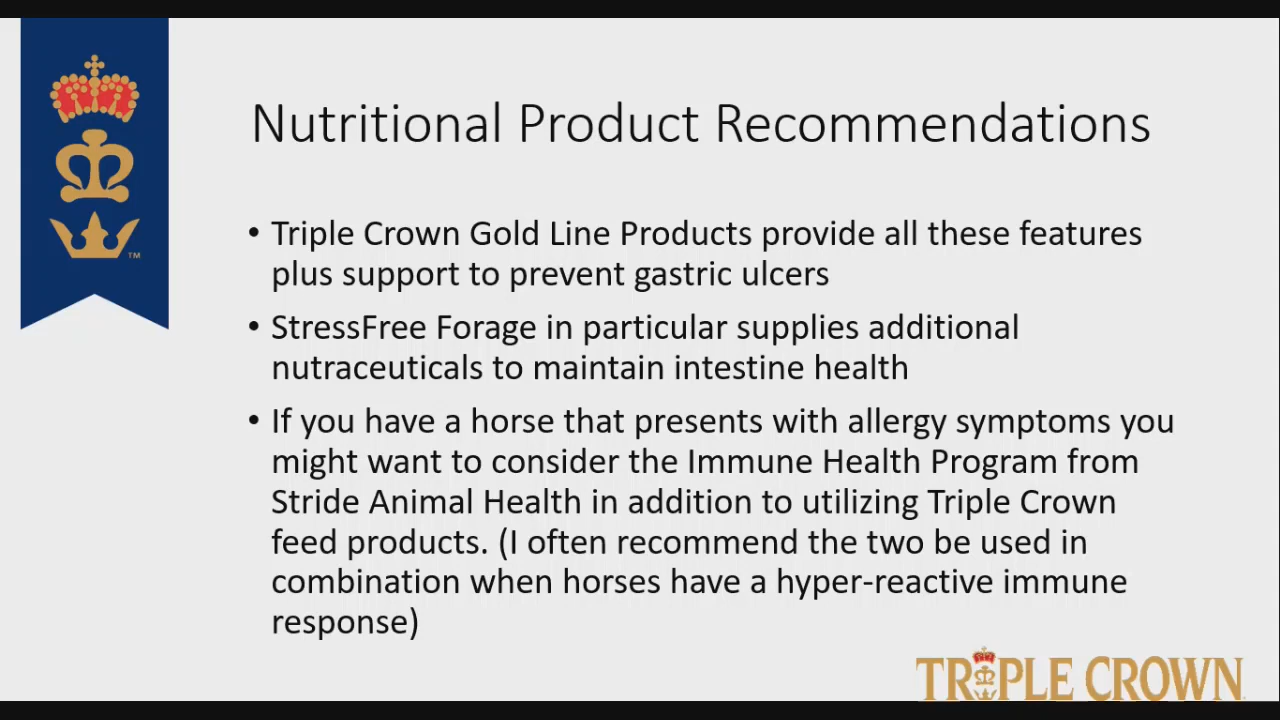 TM
Nutritional Product Recommendations
• Triple Crown Gold Line Products provide all these features
plus support to prevent gastric ulcers
• StressFree Forage in particular supplies additional
nutraceuticals to maintain intestine health
• If you have a horse that presents with allergy symptoms you
might want to consider the Immune Health Program from
Stride Animal Health in addition to utilizing Triple Crown
feed products. (I often recommend the two be used in
combination when horses have a hyper-reactive immune
response)
TRIPLE CROWN